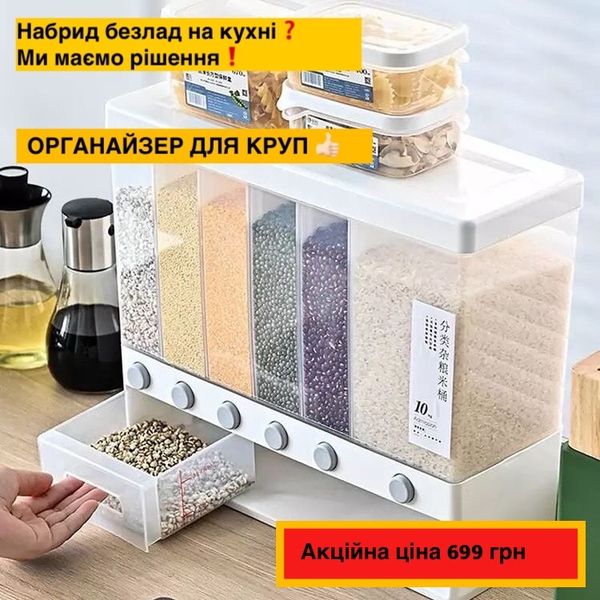 Набрид безлад на кухні❓
Ми маємо рішення❗
ОРГАНАЙЗЕР ДЛЯ КРУП👍🏻
分类杂粮米桶
10kg
Акційна ціна 699 грн